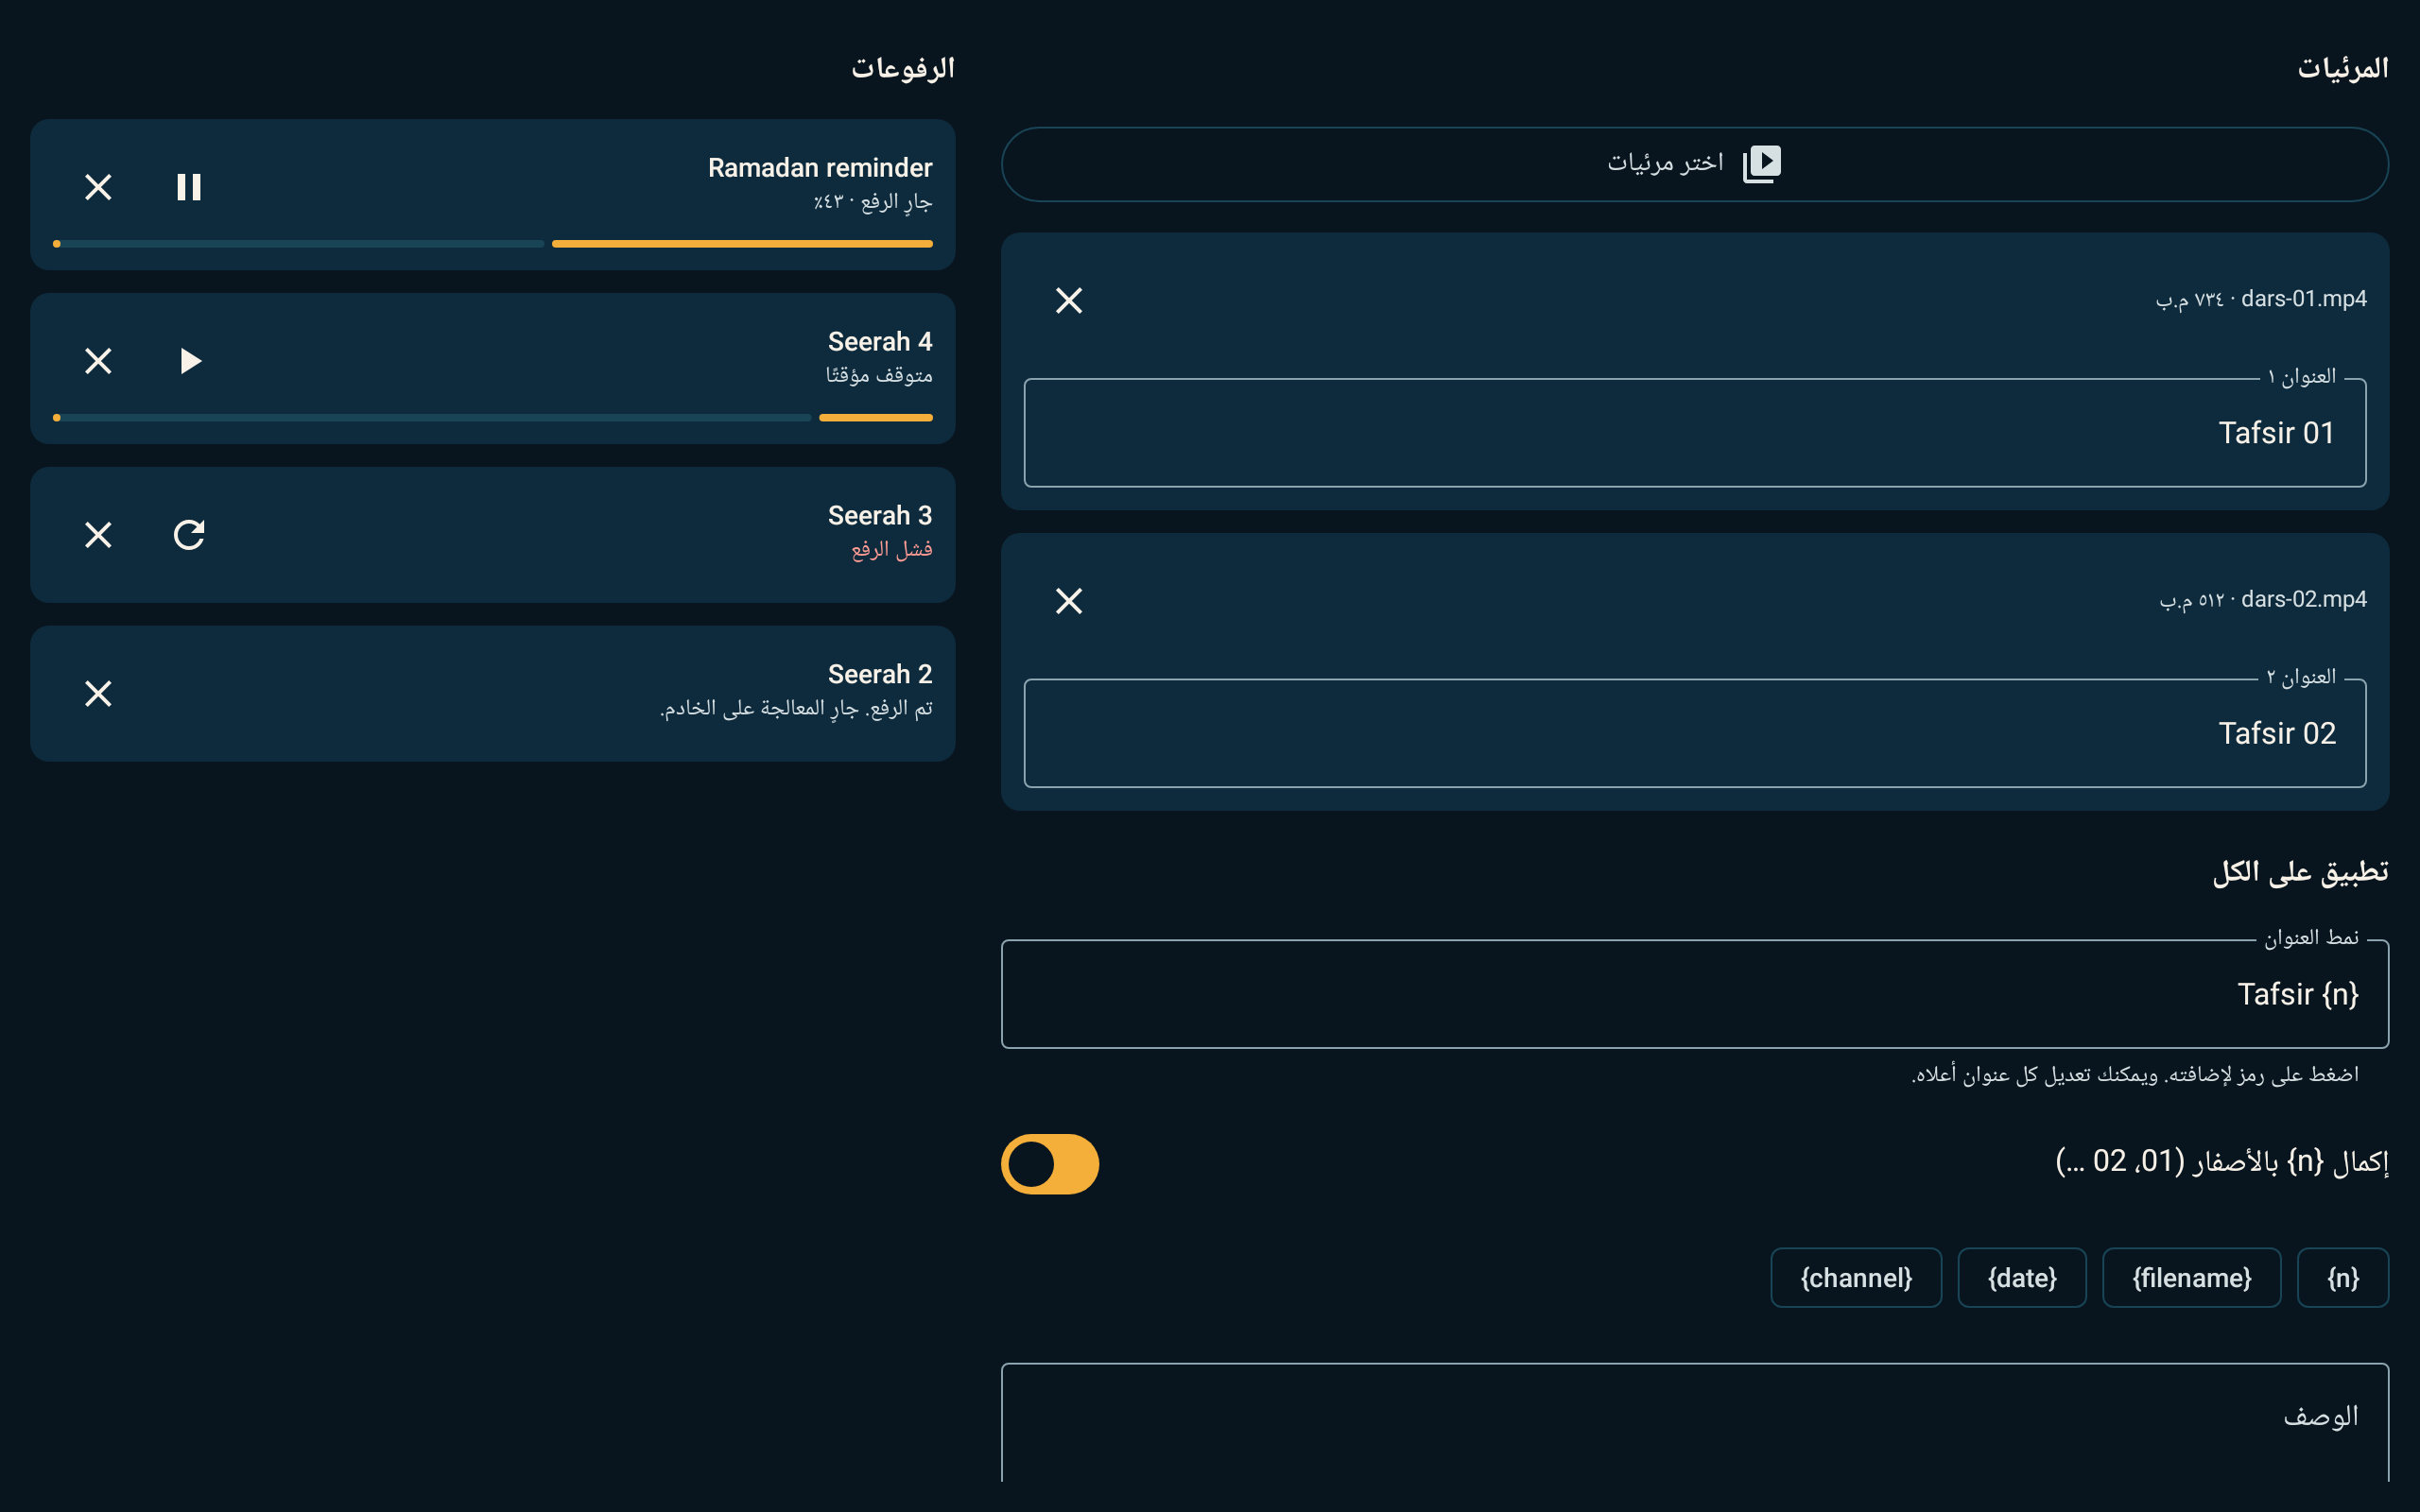 المرئيات
اختر مرئيات
dars-01.mp4 · ٧٣٤ م.ب
العنوان ١
Tafsir 01
dars-02.mp4 · ٥١٢ م.ب
العنوان ٢
Tafsir 02
تطبيق على الكل
نمط العنوان
Tafsir {n}
اضغط على رمز لإضافته. ويمكنك تعديل كل عنوان أعلاه.
إكمال {n} بالأصفار (01، 02 ...)
{n}
{filename}
{date}
{channel}
الوصف
الرفوعات
Ramadan reminder
جارٍ الرفع · ٤٣٪
Seerah 4
متوقف مؤقتًا
Seerah 3
فشل الرفع
Seerah 2
تم الرفع. جارٍ المعالجة على الخادم.